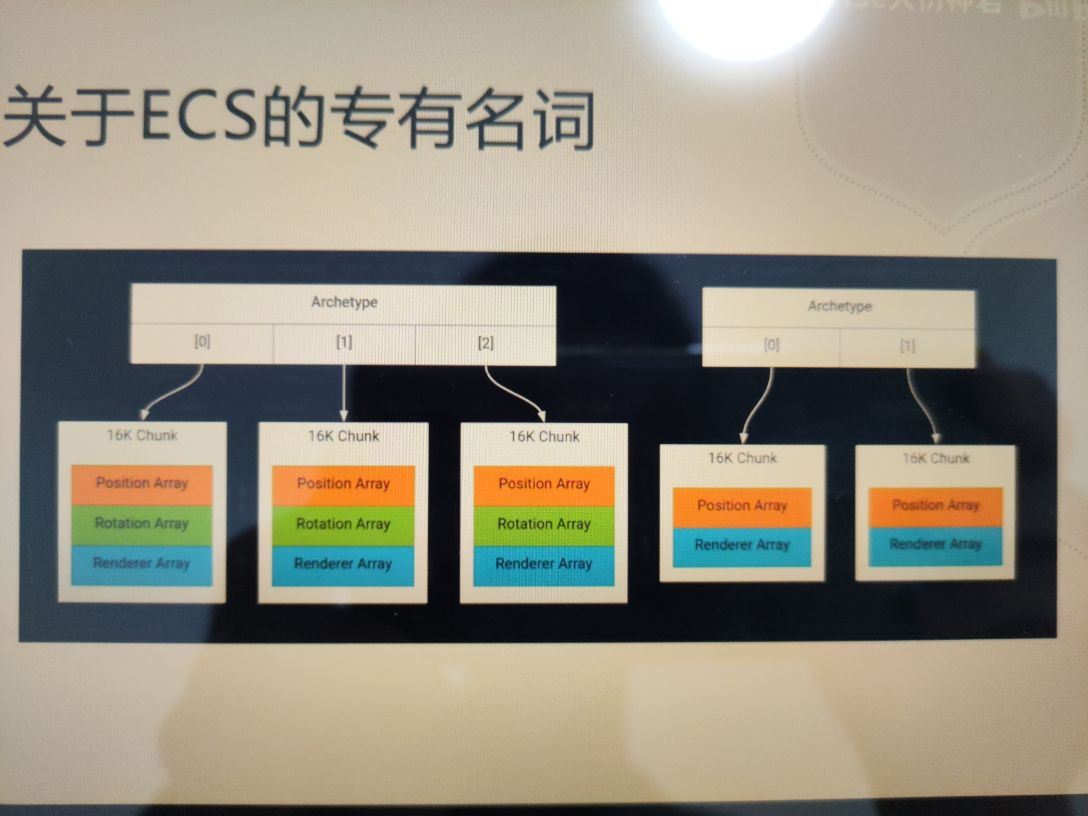 关于ECS的专有名词
Archetype
[0] [1] [2]
16K Chunk
Position Array
Rotation Array
Renderer Array
16K Chunk
Position Array
Rotation Array
Renderer Array
16K Chunk
Position Array
Rotation Array
Renderer Array
Archetype
[0] [1]
16K Chunk
Position Array
Renderer Array
16K Chunk
Position Array
Renderer Array